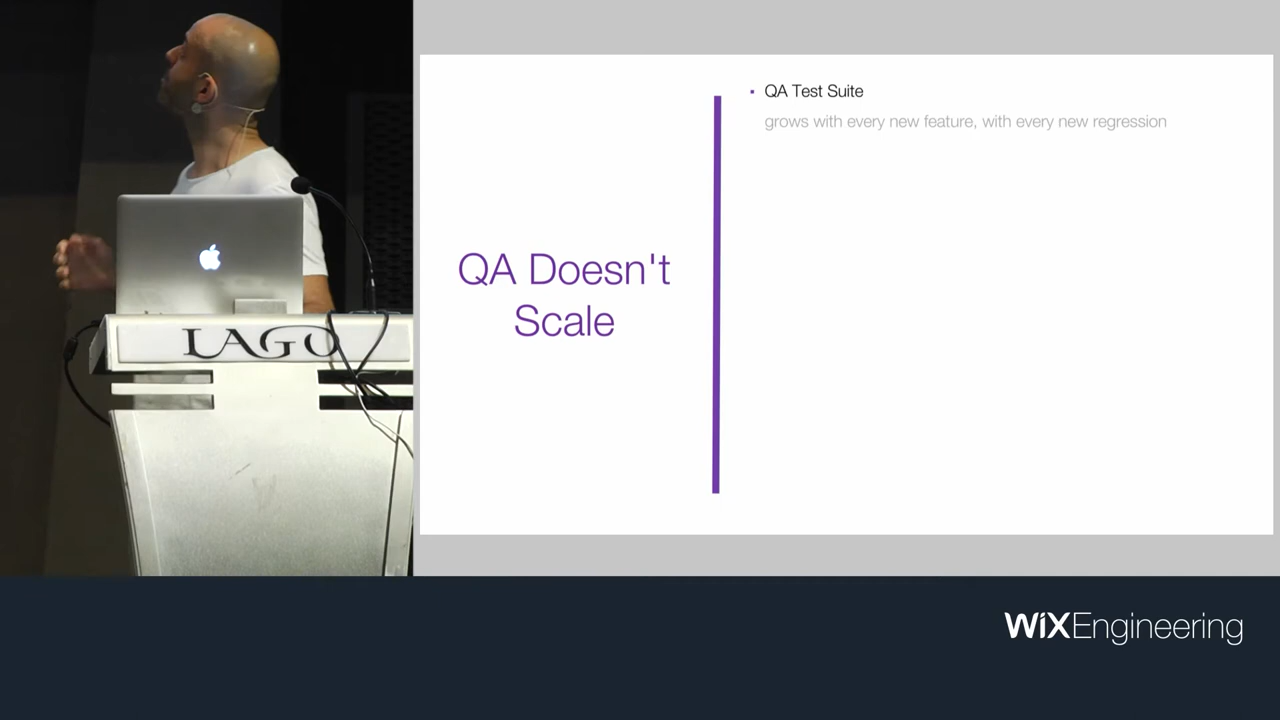 QA Test Suite
grows with every new feature, with every new regression
QA Doesn't
Scale
LAGO
WiXEngineering